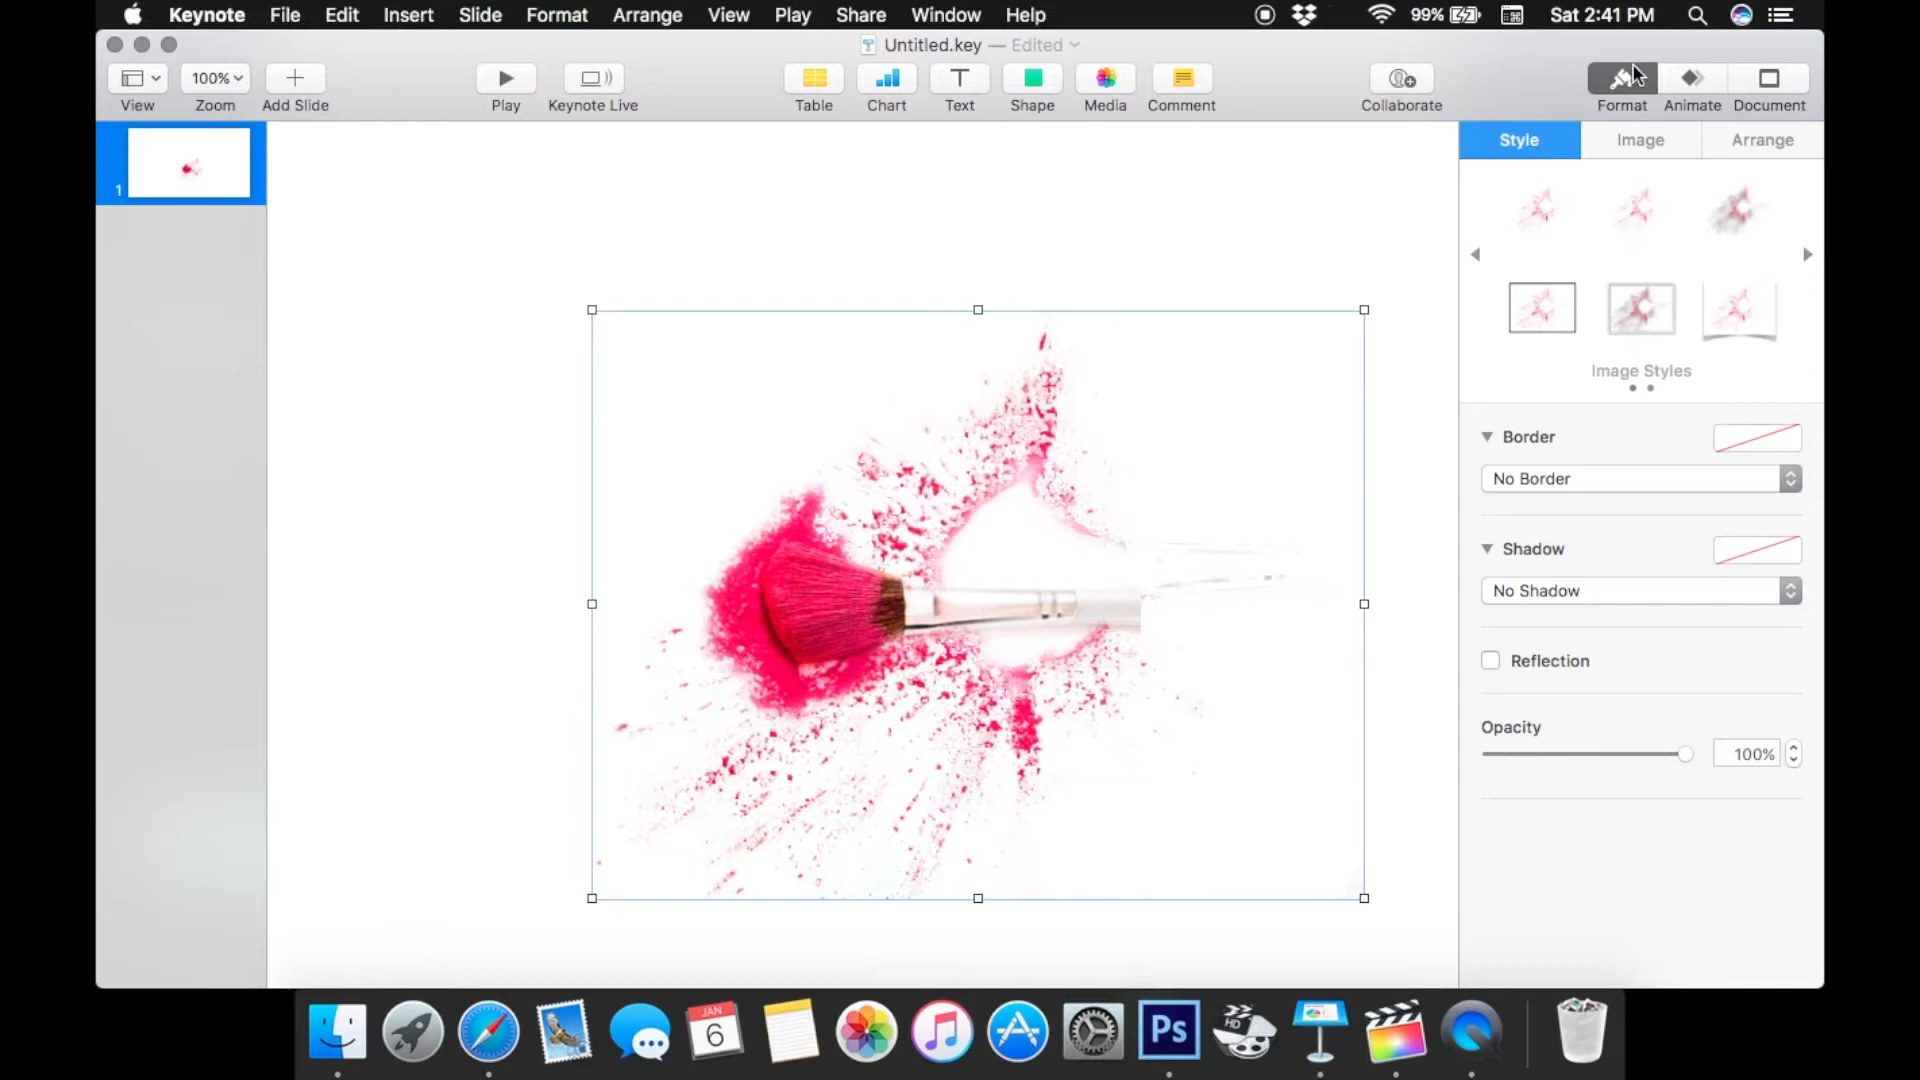 Keynote File Edit Insert Slide Format Arrange View Play Share Window Help 99% Sat 2:41 PM
Untitled.key — Edited
100%
View Zoom Add Slide Play Keynote Live Table Chart Text Shape Media Comment Collaborate Format Animate Document
Style Image Arrange
1
Image Styles
Border
No Border
Shadow
No Shadow
Reflection
Opacity
100%
JAN
6
Ps
HD